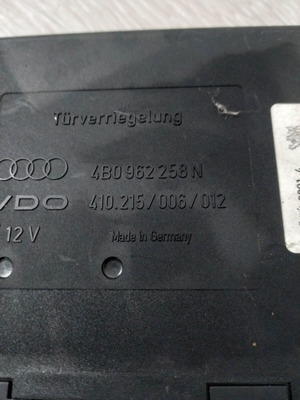 Türverriegelung
4B0 962 258 N
VDO 410.215/006/012
12 V Made in Germany